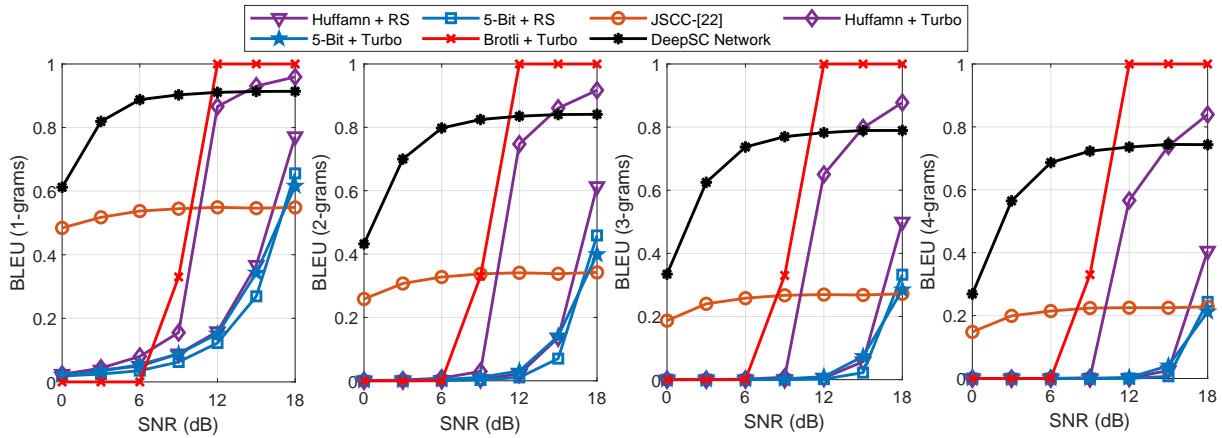 Huffamn + RS 5-Bit + RS JSCC-[22] Huffamn + Turbo
5-Bit + Turbo Brotli + Turbo DeepSC Network
BLEU (1-grams)
1
0.8
0.6
0.4
0.2
0
0 6 12 18
SNR (dB)
BLEU (2-grams)
1
0.8
0.6
0.4
0.2
0
0 6 12 18
SNR (dB)
BLEU (3-grams)
1
0.8
0.6
0.4
0.2
0
0 6 12 18
SNR (dB)
BLEU (4-grams)
1
0.8
0.6
0.4
0.2
0
0 6 12 18
SNR (dB)